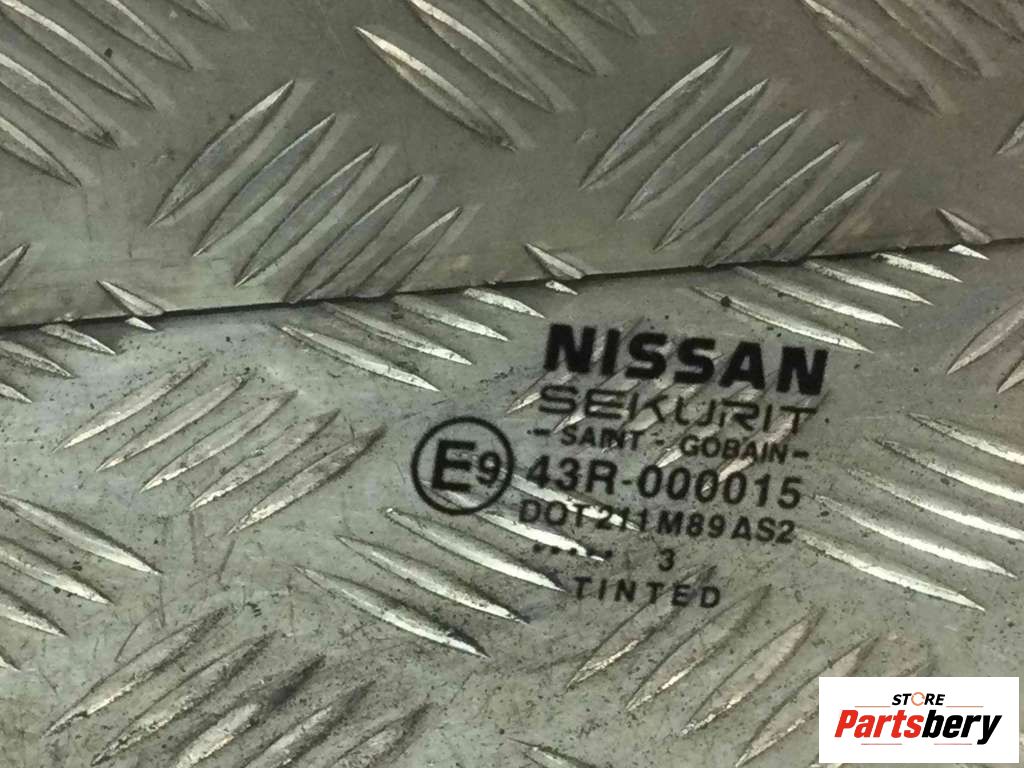 NISSAN
SEKURIT
- SAINT - GOBAIN -
E9 43R-000015
DOT 211 M89 AS2
••••• 3
TINTED
STORE
Partsbery